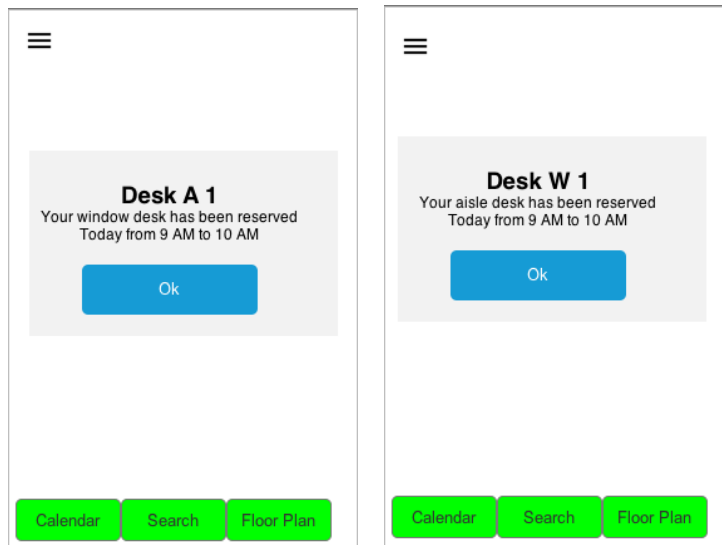 Desk A 1
Your window desk has been reserved
Today from 9 AM to 10 AM
Ok
Calendar
Search
Floor Plan
Desk W 1
Your aisle desk has been reserved
Today from 9 AM to 10 AM
Ok
Calendar
Search
Floor Plan